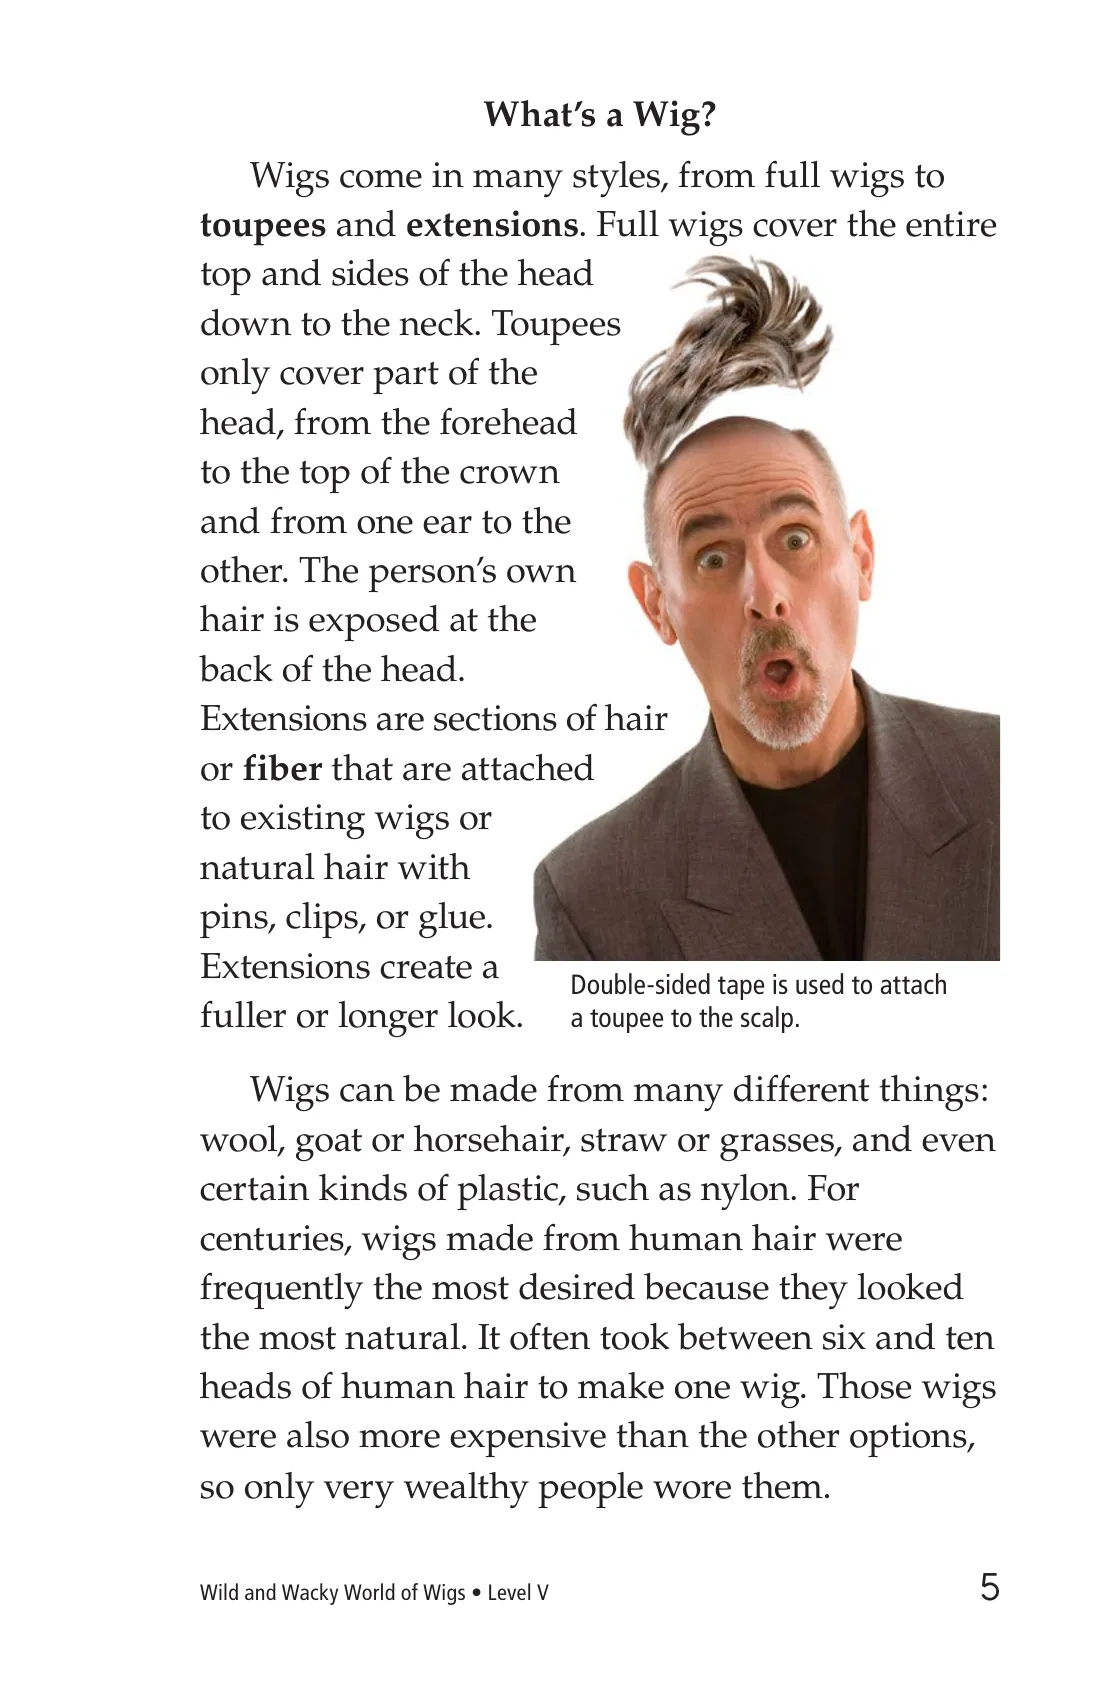 What’s a Wig?
Wigs come in many styles, from full wigs to
toupees and extensions. Full wigs cover the entire
top and sides of the head
down to the neck. Toupees
only cover part of the
head, from the forehead
to the top of the crown
and from one ear to the
other. The person’s own
hair is exposed at the
back of the head.
Extensions are sections of hair
or fiber that are attached
to existing wigs or
natural hair with
pins, clips, or glue.
Extensions create a
fuller or longer look.
Double-sided tape is used to attach
a toupee to the scalp.
Wigs can be made from many different things:
wool, goat or horsehair, straw or grasses, and even
certain kinds of plastic, such as nylon. For
centuries, wigs made from human hair were
frequently the most desired because they looked
the most natural. It often took between six and ten
heads of human hair to make one wig. Those wigs
were also more expensive than the other options,
so only very wealthy people wore them.
Wild and Wacky World of Wigs • Level V
5